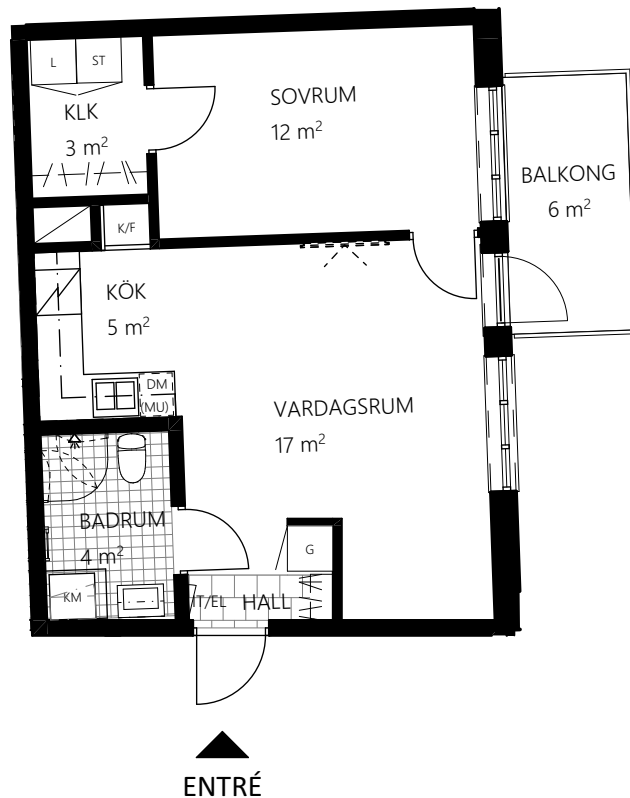 L
ST
KLK
3 m²
SOVRUM
12 m²
BALKONG
6 m²
K/F
KÖK
5 m²
DM
(MU)
VARDAGSRUM
17 m²
BADRUM
4 m²
G
KM
IT/EL
HALL
ENTRÉ